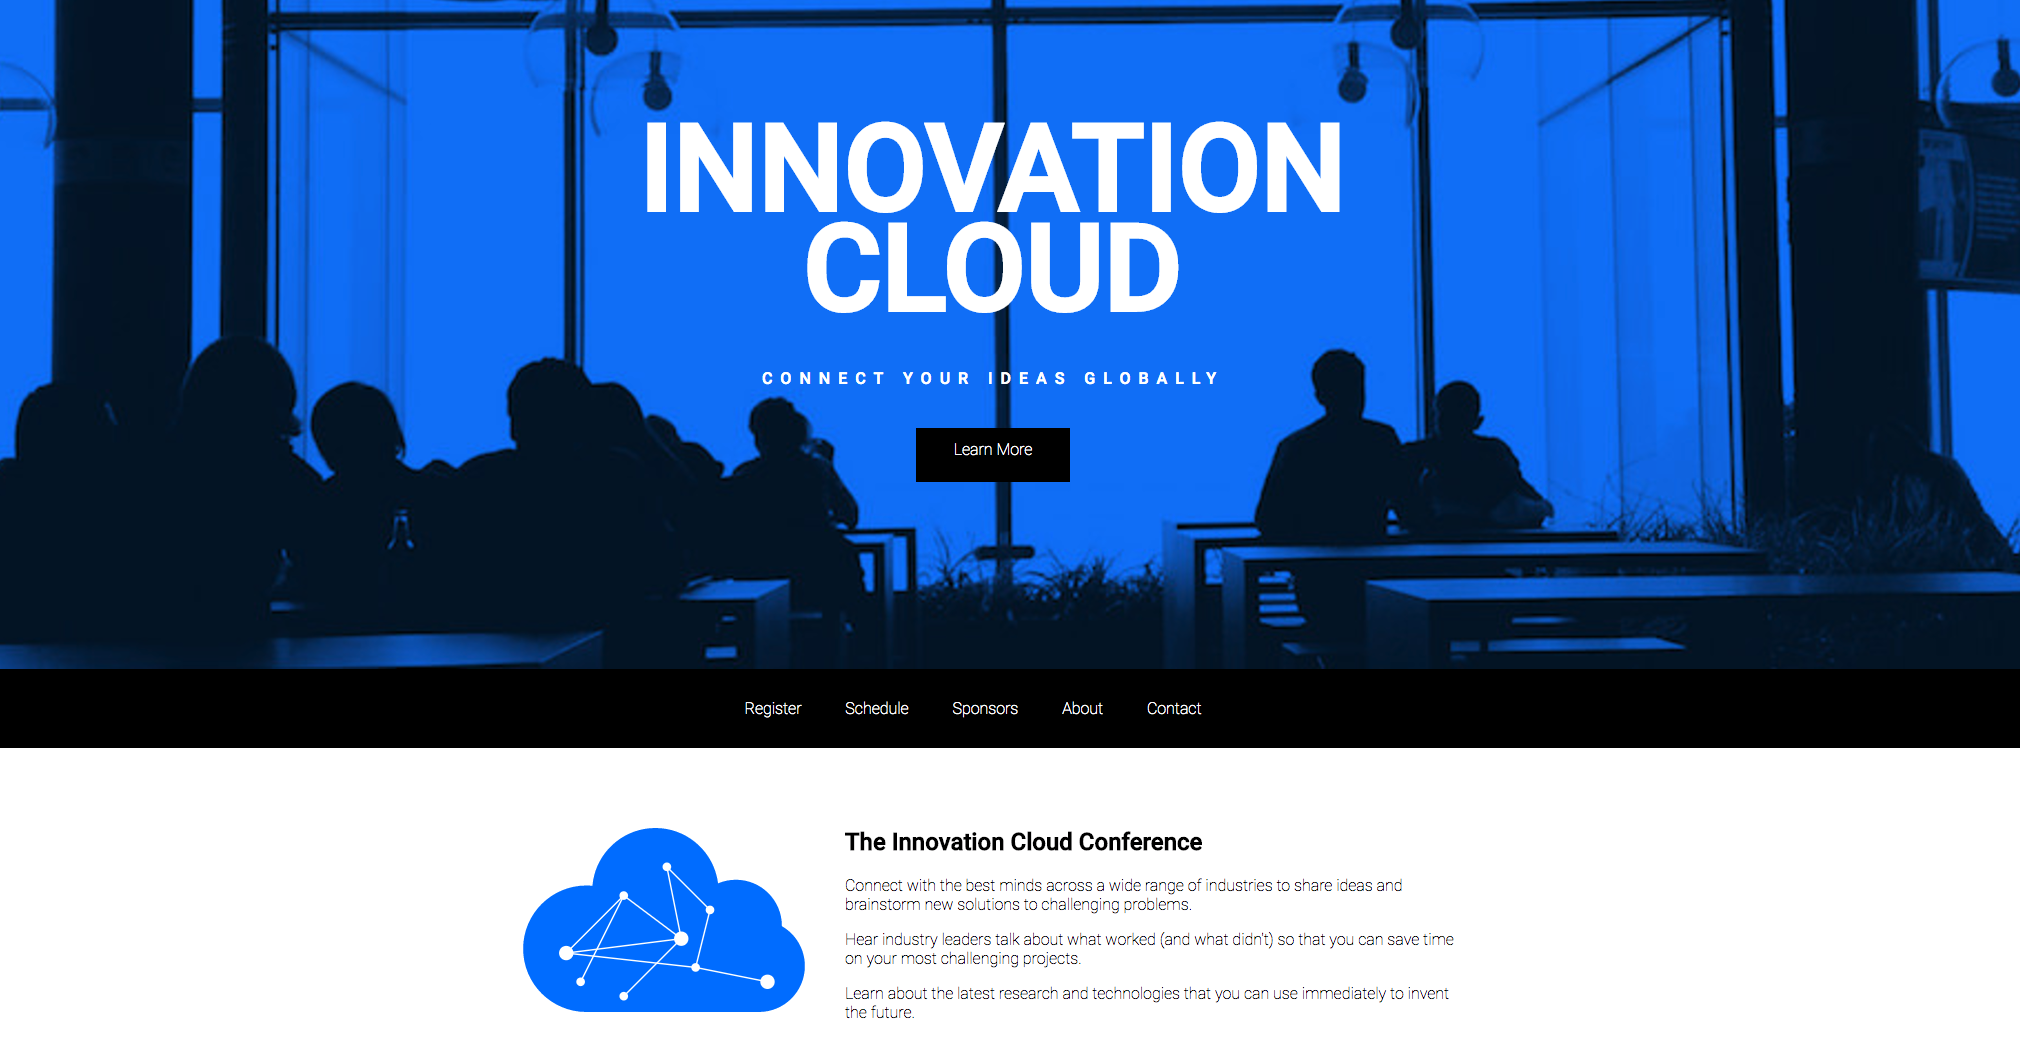 INNOVATION
CLOUD
CONNECT YOUR IDEAS GLOBALLY
Learn More
Register Schedule Sponsors About Contact
The Innovation Cloud Conference
Connect with the best minds across a wide range of industries to share ideas and
brainstorm new solutions to challenging problems.
Hear industry leaders talk about what worked (and what didn't) so that you can save time
on your most challenging projects.
Learn about the latest research and technologies that you can use immediately to invent
the future.